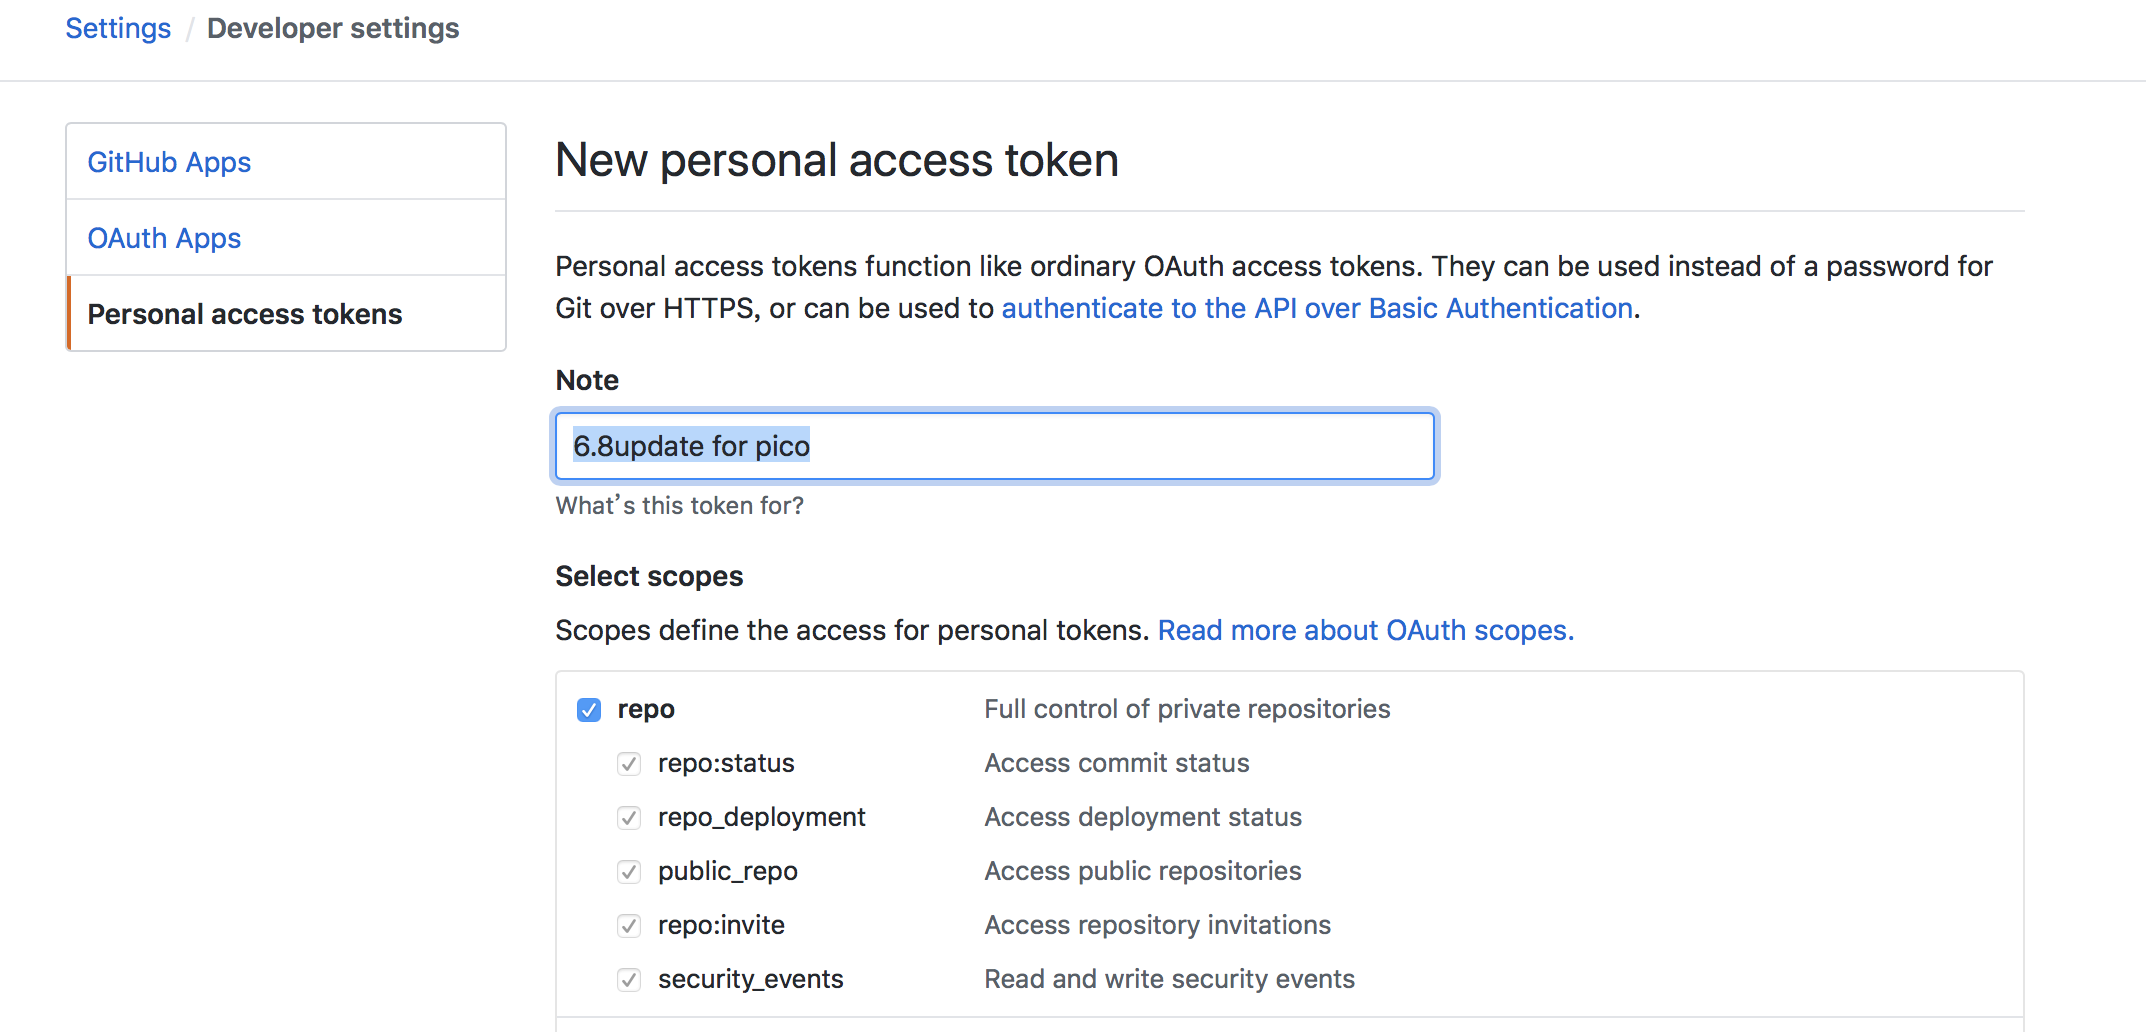 Settings / Developer settings
GitHub Apps
OAuth Apps
Personal access tokens
New personal access token
Personal access tokens function like ordinary OAuth access tokens. They can be used instead of a password for
Git over HTTPS, or can be used to authenticate to the API over Basic Authentication.
Note
6.8update for pico
What's this token for?
Select scopes
Scopes define the access for personal tokens. Read more about OAuth scopes.
repo Full control of private repositories
repo:status Access commit status
repo_deployment Access deployment status
public_repo Access public repositories
repo:invite Access repository invitations
security_events Read and write security events